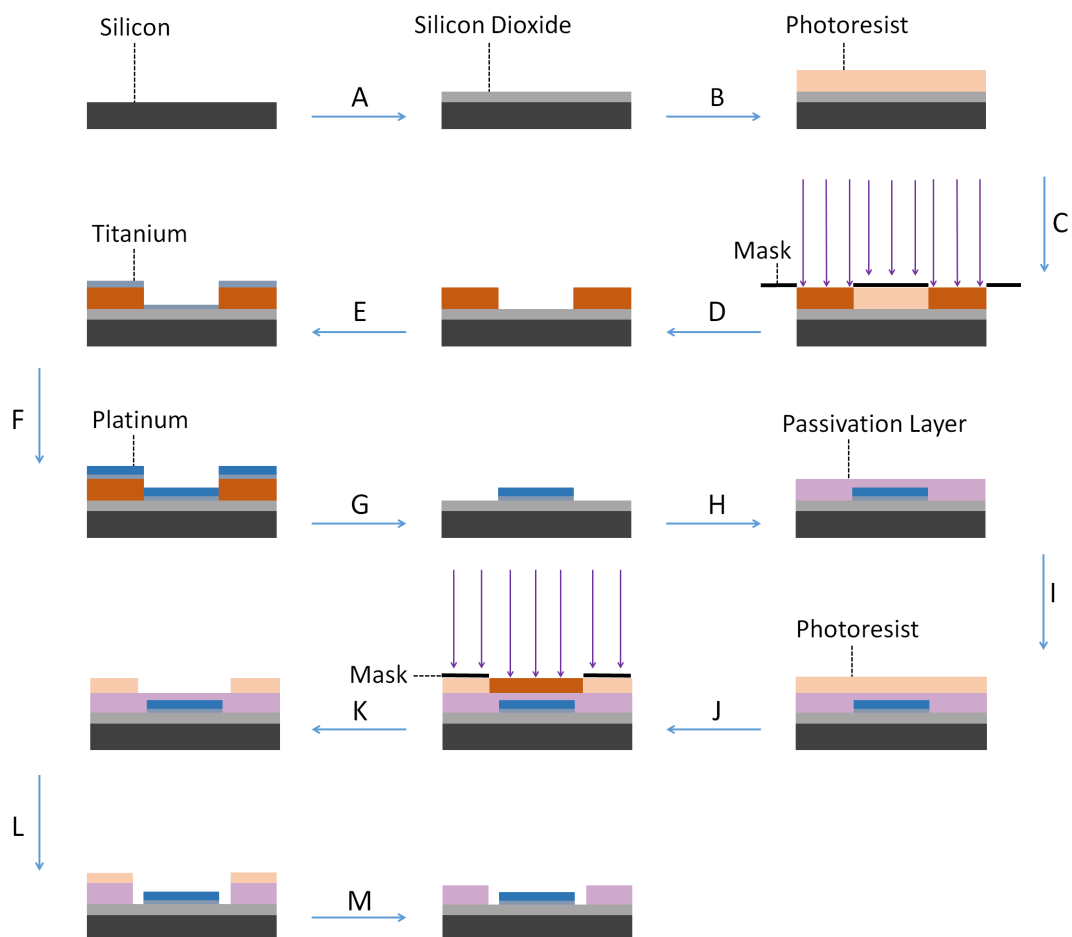 Silicon
Silicon Dioxide
Photoresist
A
B
C
Titanium
Mask
E
D
F
Platinum
Passivation Layer
G
H
I
Photoresist
Mask
K
J
L
M